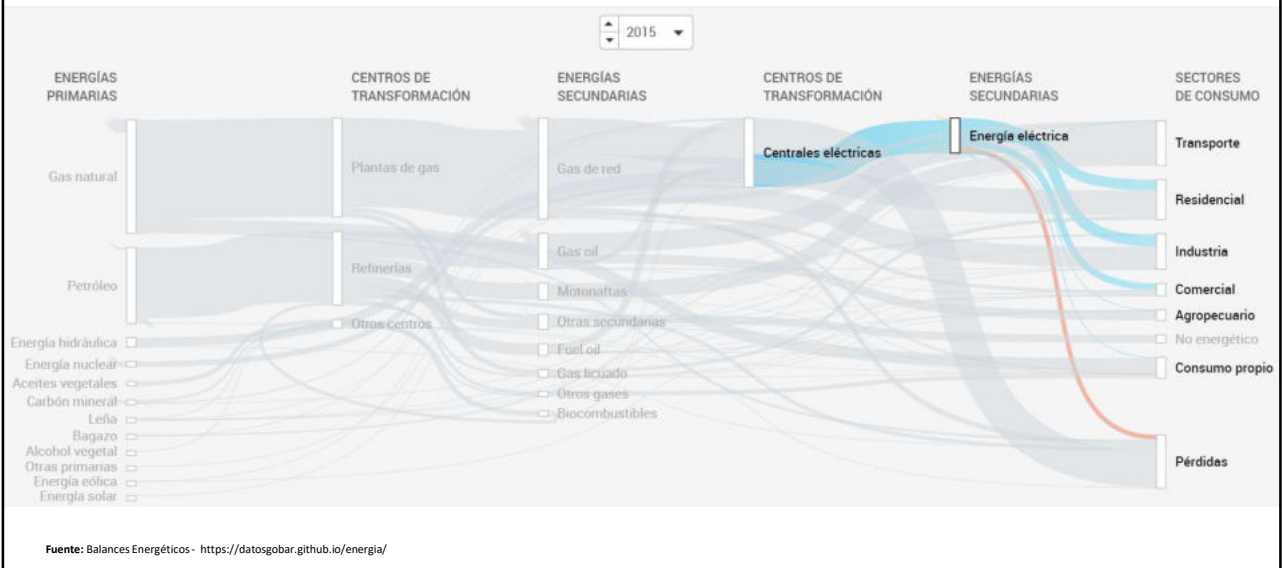 2015
ENERGÍAS
PRIMARIAS
CENTROS DE
TRANSFORMACIÓN
ENERGÍAS
SECUNDARIAS
CENTROS DE
TRANSFORMACIÓN
ENERGÍAS
SECUNDARIAS
SECTORES
DE CONSUMO
Gas natural
Petróleo
Energía hidráulica
Energía nuclear
Aceites vegetales
Carbón mineral
Leña
Bagazo
Alcohol vegetal
Otras primarias
Energía eólica
Energía solar
Plantas de gas
Refinerías
Otros centros
Gas de red
Gas oil
Motonaftas
Otras secundarias
Fuel oil
Gas licuado
Otros gases
Biocombustibles
Centrales eléctricas
Energía eléctrica
Transporte
Residencial
Industria
Comercial
Agropecuario
No energético
Consumo propio
Pérdidas
Fuente: Balances Energéticos - https://datosgobar.github.io/energia/